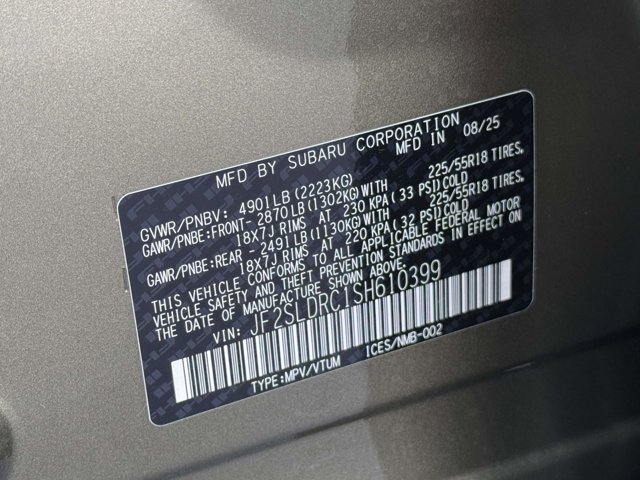 MFD BY SUBARU CORPORATION MFD IN 08/25
GVWR/PNBV: 4901LB(2223KG)
GAWR/PNBE:FRONT-2870LB(1302KG)WITH 225/55R18 TIRES,
18X7J RIMS AT 230 KPA (33 PSI)COLD
GAWR/PNBE:REAR -2491LB(1130KG)WITH 225/55R18 TIRES,
18X7J RIMS AT 220 KPA (32 PSI)COLD
THIS VEHICLE CONFORMS TO ALL APPLICABLE FEDERAL MOTOR
VEHICLE SAFETY AND THEFT PREVENTION STANDARDS IN EFFECT ON
THE DATE OF MANUFACTURE SHOWN ABOVE.
VIN: JF2SLDRC1SH610399
TYPE:MPV/VTUM ICES/NMB-002